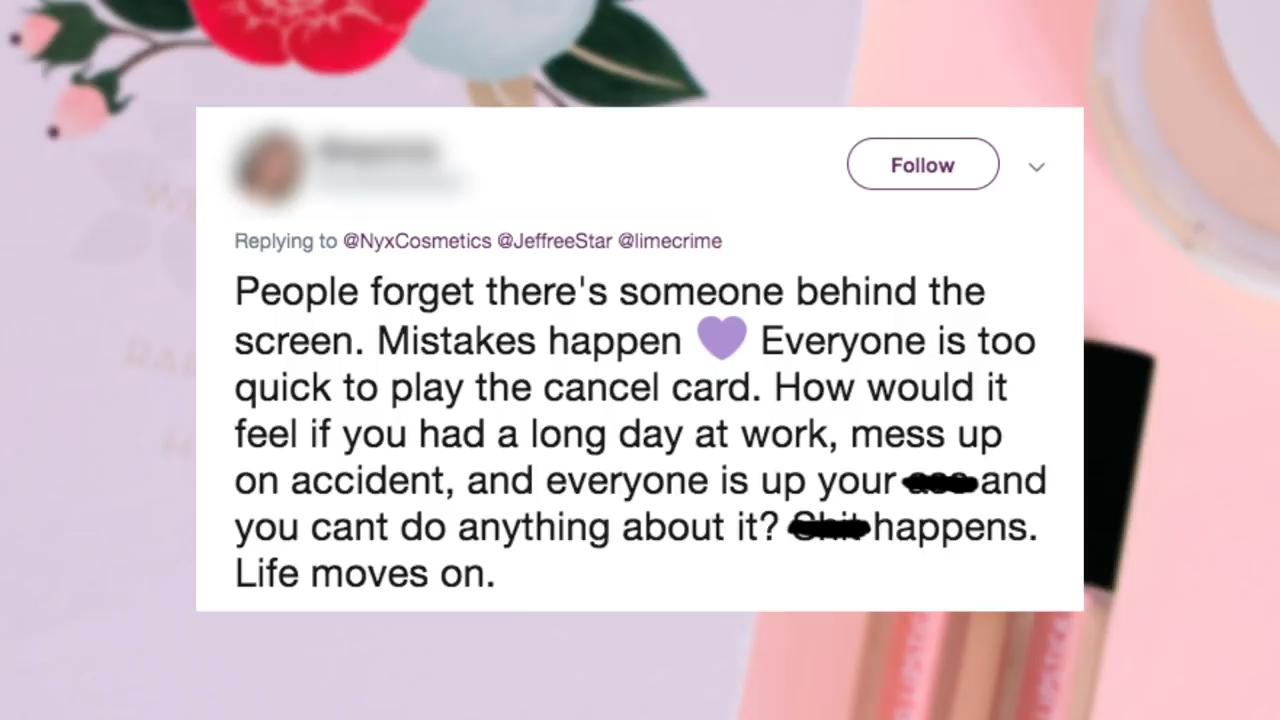 Follow
Replying to @NyxCosmetics @JeffreeStar @limecrime
People forget there's someone behind the
screen. Mistakes happen 💜 Everyone is too
quick to play the cancel card. How would it
feel if you had a long day at work, mess up
on accident, and everyone is up your and
you cant do anything about it? happens.
Life moves on.